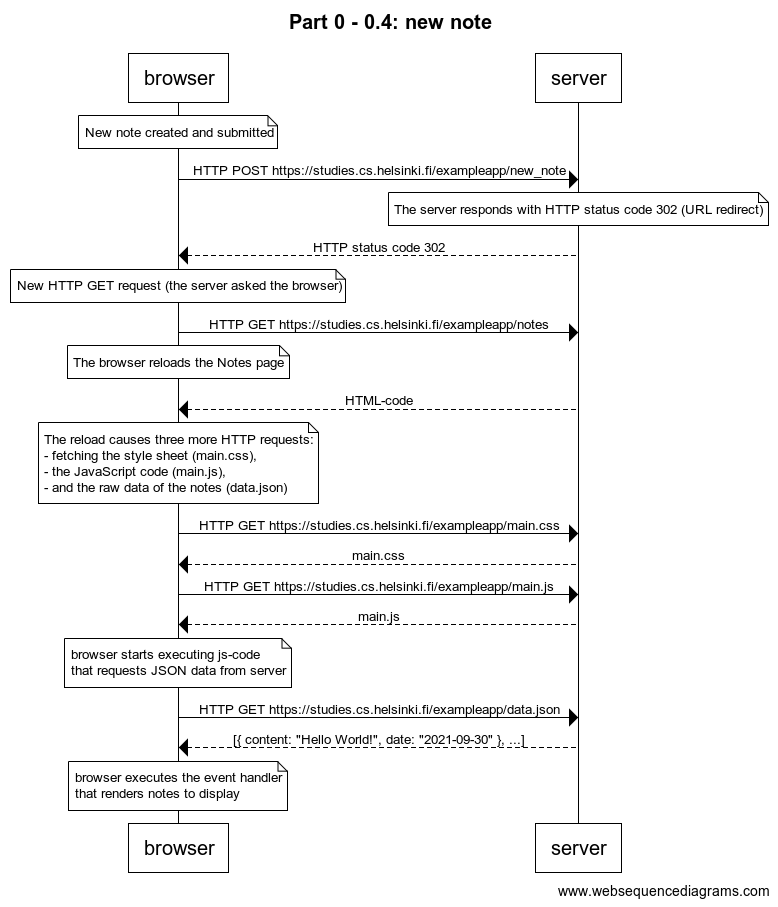 Part 0 - 0.4: new note
browser
server
New note created and submitted
HTTP POST https://studies.cs.helsinki.fi/exampleapp/new_note
The server responds with HTTP status code 302 (URL redirect)
HTTP status code 302
New HTTP GET request (the server asked the browser)
HTTP GET https://studies.cs.helsinki.fi/exampleapp/notes
The browser reloads the Notes page
HTML-code
The reload causes three more HTTP requests:
- fetching the style sheet (main.css),
- the JavaScript code (main.js),
- and the raw data of the notes (data.json)
HTTP GET https://studies.cs.helsinki.fi/exampleapp/main.css
main.css
HTTP GET https://studies.cs.helsinki.fi/exampleapp/main.js
main.js
browser starts executing js-code
that requests JSON data from server
HTTP GET https://studies.cs.helsinki.fi/exampleapp/data.json
[{ content: "Hello World!", date: "2021-09-30" }, ...]
browser executes the event handler
that renders notes to display
browser
server
www.websequencediagrams.com